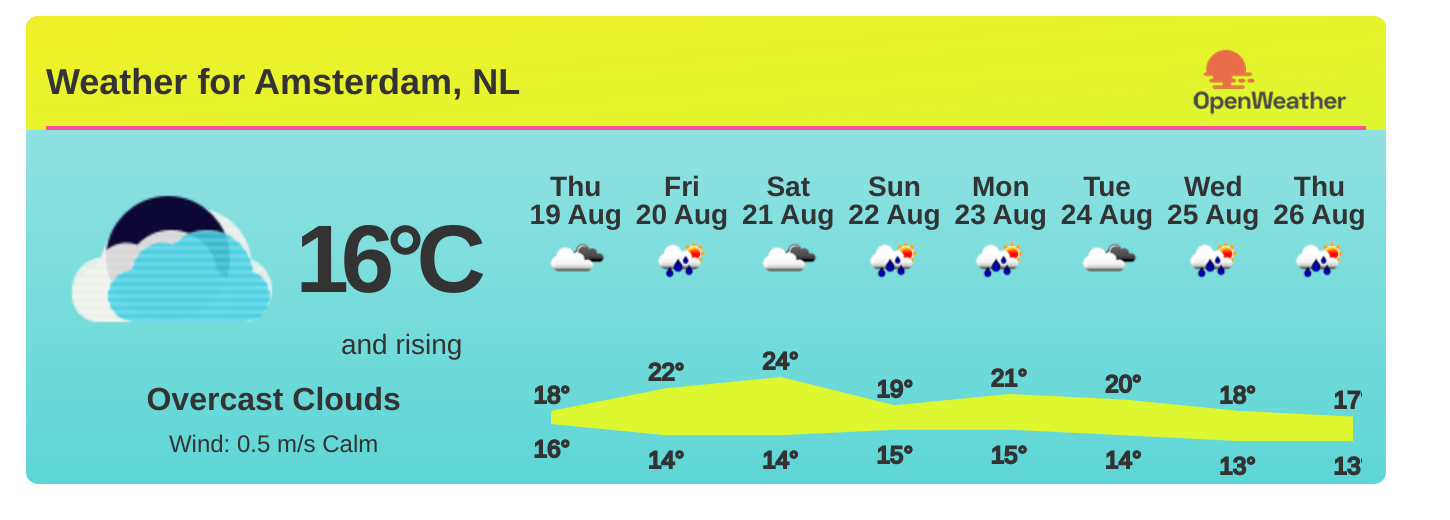 Weather for Amsterdam, NL
OpenWeather
Thu Fri Sat Sun Mon Tue Wed Thu
19 Aug 20 Aug 21 Aug 22 Aug 23 Aug 24 Aug 25 Aug 26 Aug
16°C
and rising
Overcast Clouds
Wind: 0.5 m/s Calm
18° 22° 24° 19° 21° 20° 18° 17°
16° 14° 14° 15° 15° 14° 13° 13°